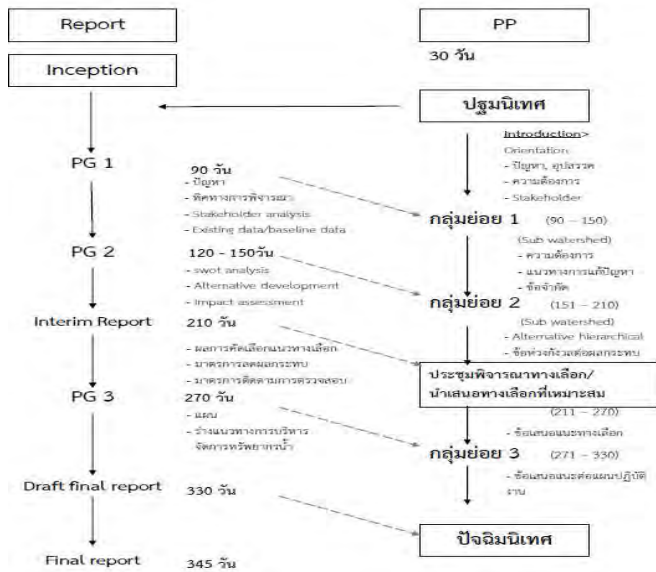 Report
PP
Inception
30 วัน
ปฐมนิเทศ
Introduction>
Orientation
- ปัญหา, อุปสรรค
- ความต้องการ
- Stakeholder
PG 1
90 วัน
- ปัญหา
- ทิศทางการพิจารณา
- Stakeholder analysis
- Existing data/baseline data
กลุ่มย่อย 1 (90 – 150)
(Sub watershed)
- ความต้องการ
- แนวทางการแก้ปัญหา
- ข้อจำกัด
PG 2
120 - 150วัน
- swot analysis
- Alternative development
- Impact assessment
กลุ่มย่อย 2 (151 – 210)
(Sub watershed)
- Alternative hierarchical
- ข้อห่วงกังวลต่อผลกระทบ
Interim Report
210 วัน
- ผลการคัดเลือกแนวทางเลือก
- มาตรการลดผลกระทบ
- มาตรการติดตามการตรวจสอบ
ประชุมพิจารณาทางเลือก/
นำเสนอทางเลือกที่เหมาะสม
(211 – 270)
- ข้อเสนอแนะทางเลือก
PG 3
270 วัน
- แผน
- ร่างแนวทางการบริหาร
จัดการทรัพยากรน้ำ
กลุ่มย่อย 3 (271 – 330)
- ข้อเสนอแนะต่อแผนปฏิบัติ
งาน
Draft final report
330 วัน
ปัจฉิมนิเทศ
Final report
345 วัน